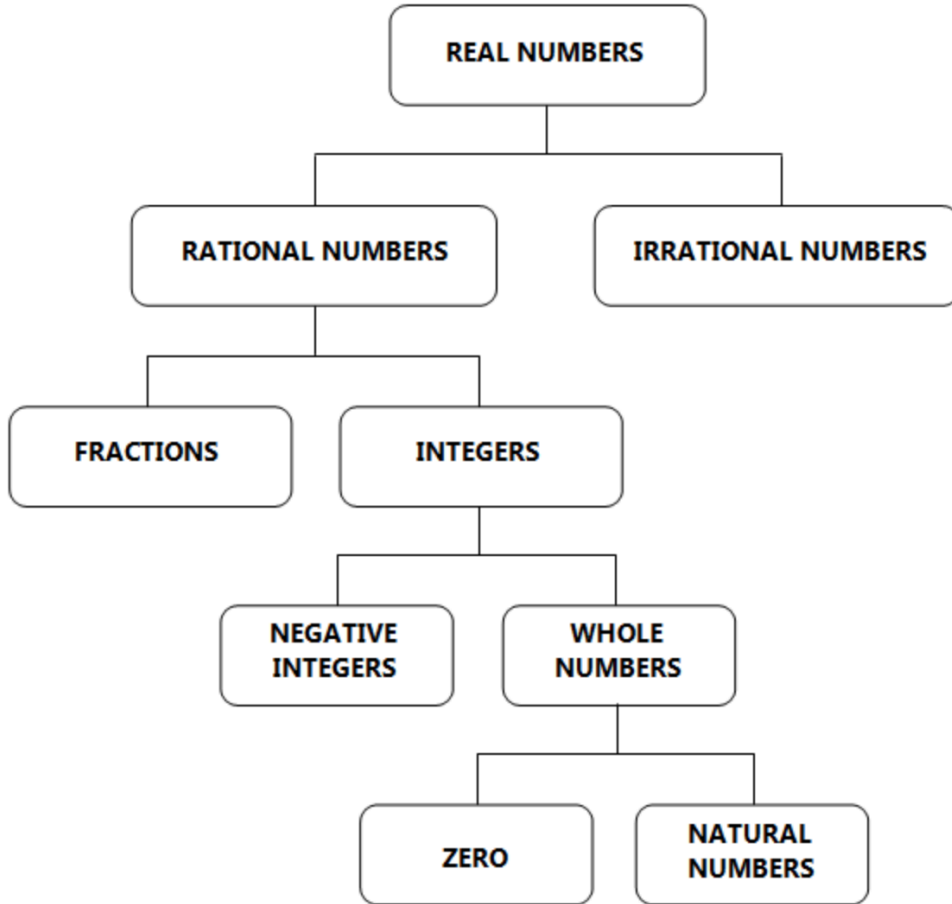 REAL NUMBERS
RATIONAL NUMBERS
IRRATIONAL NUMBERS
FRACTIONS
INTEGERS
NEGATIVE
INTEGERS
WHOLE
NUMBERS
ZERO
NATURAL
NUMBERS